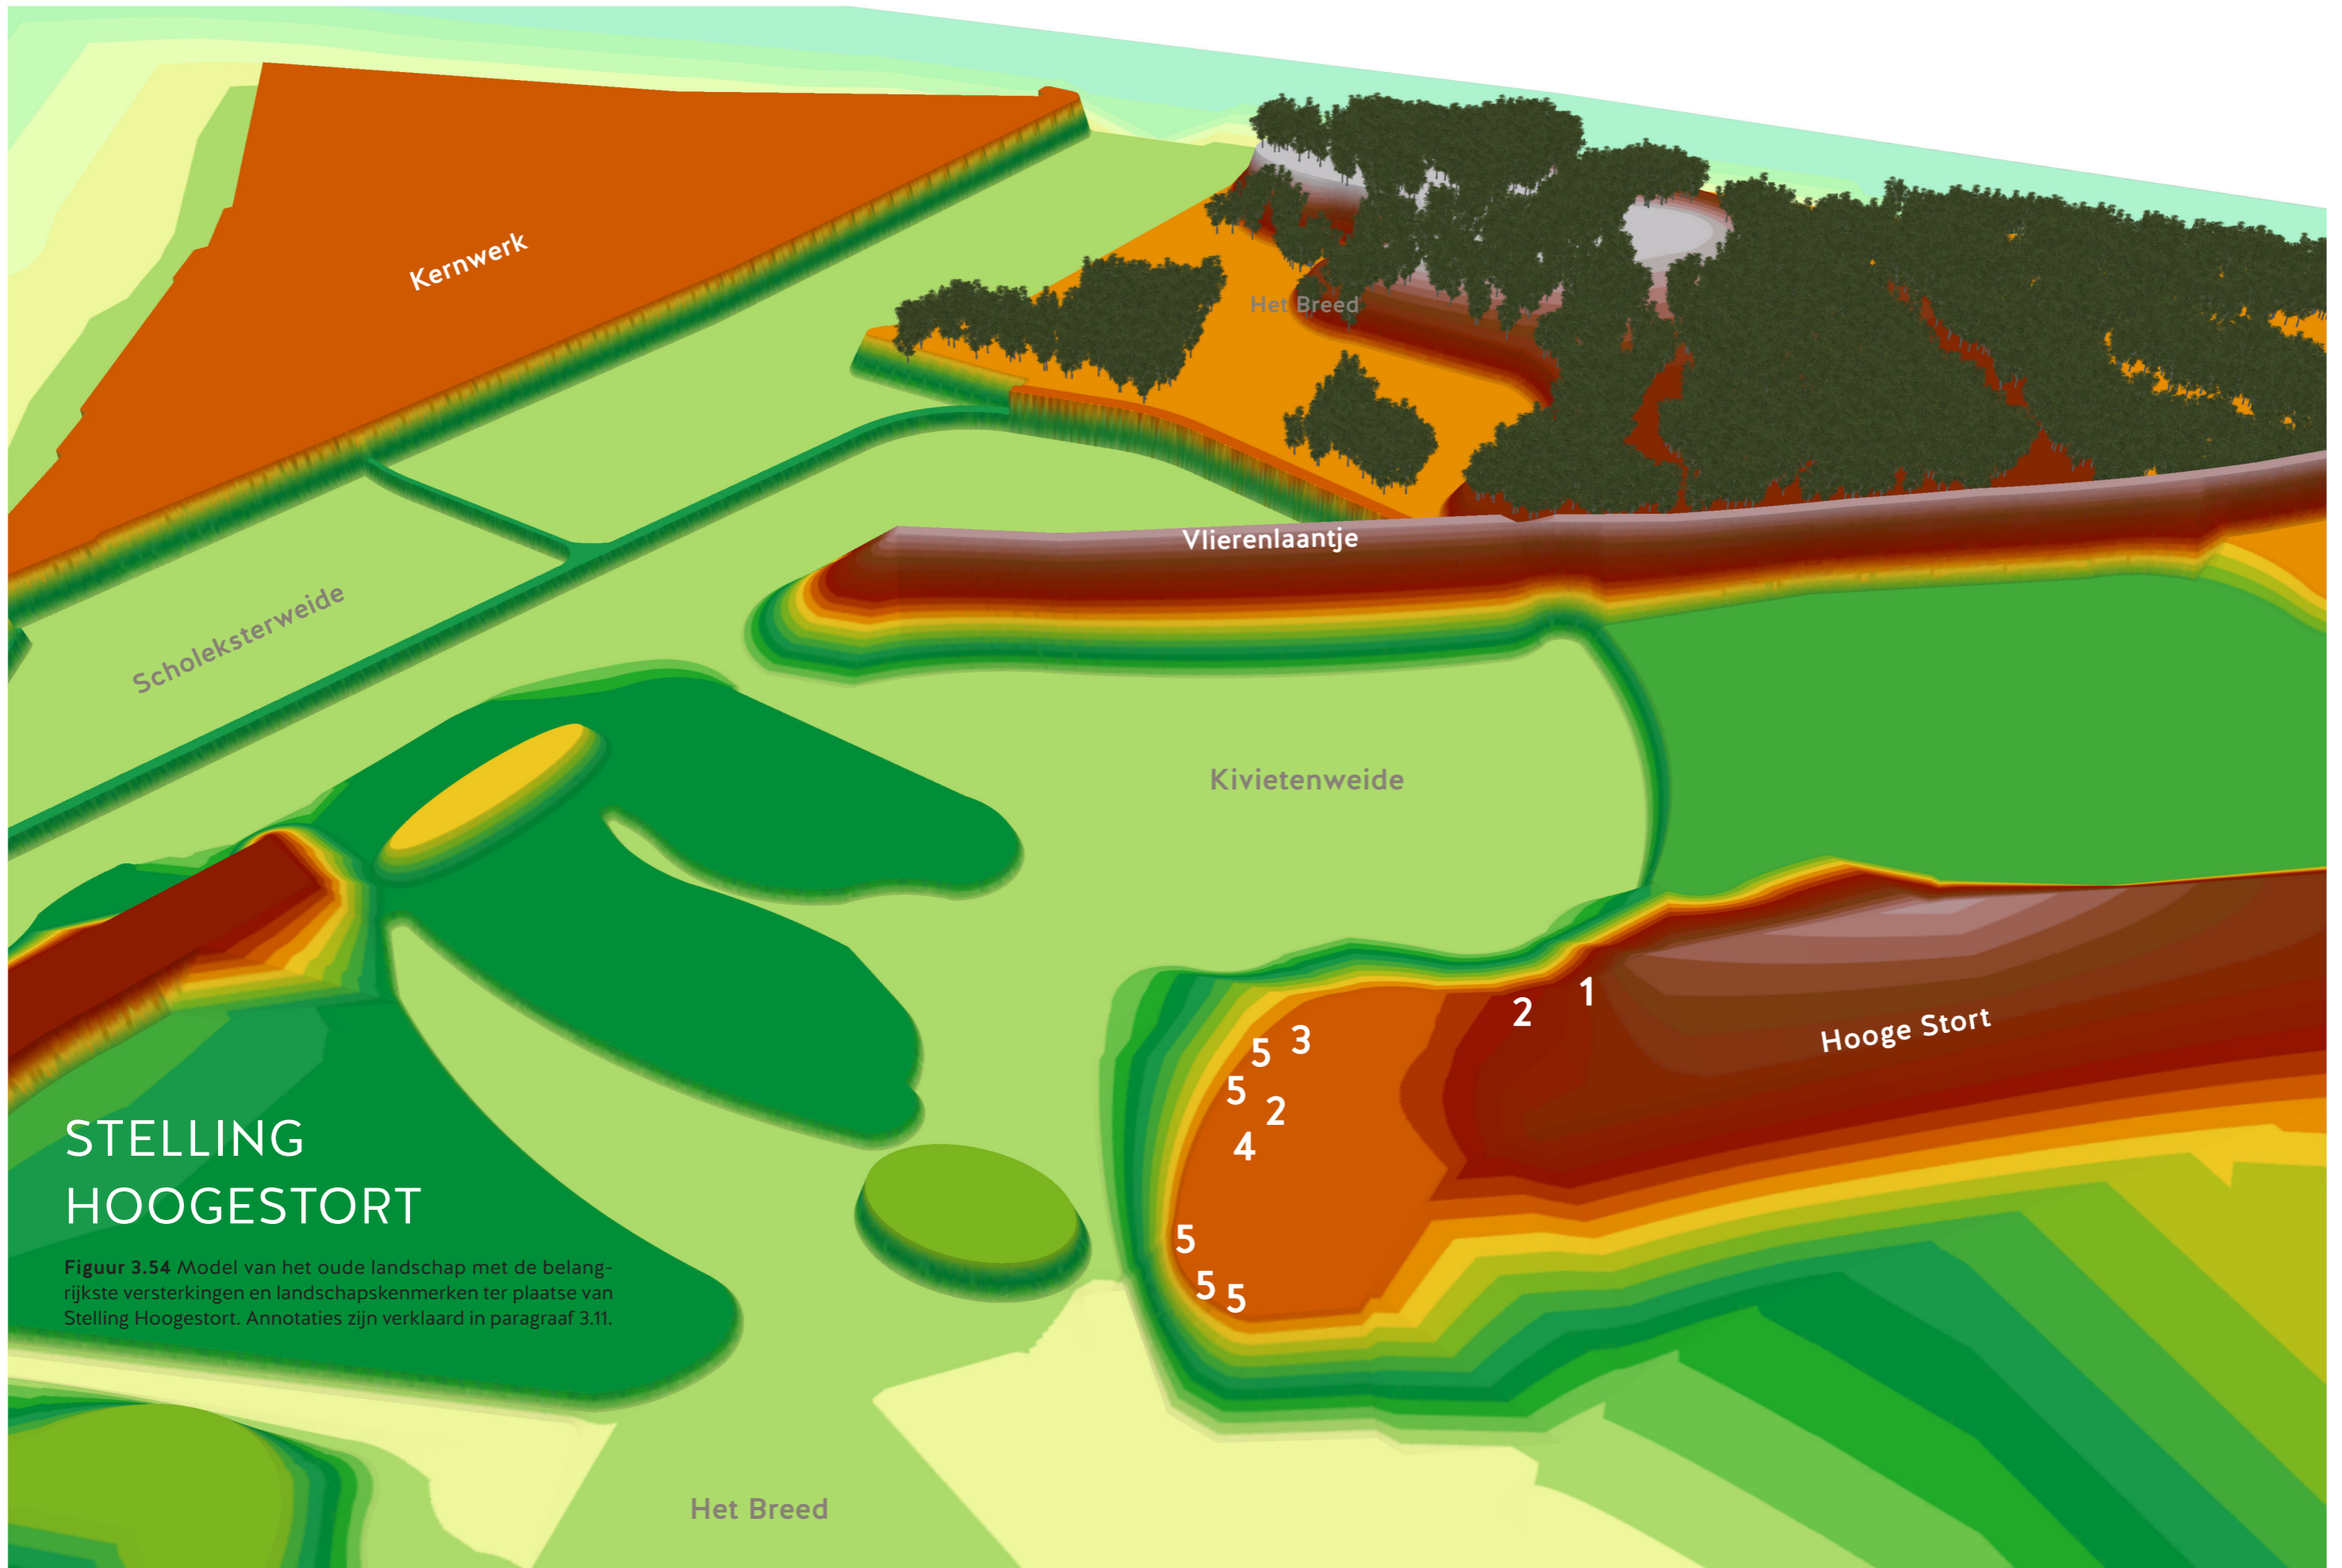 Kernwerk
Het Breed
Vlierenlaantje
Scholeksterweide
Kivietenweide
1
2
Hooge Stort
3
5
5
2
4
5
5
5
STELLING
HOOGESTORT
Figuur 3.54 Model van het oude landschap met de belang-
rijkste versterkingen en landschapskenmerken ter plaatse van
Stelling Hoogestort. Annotaties zijn verklaard in paragraaf 3.11.
Het Breed